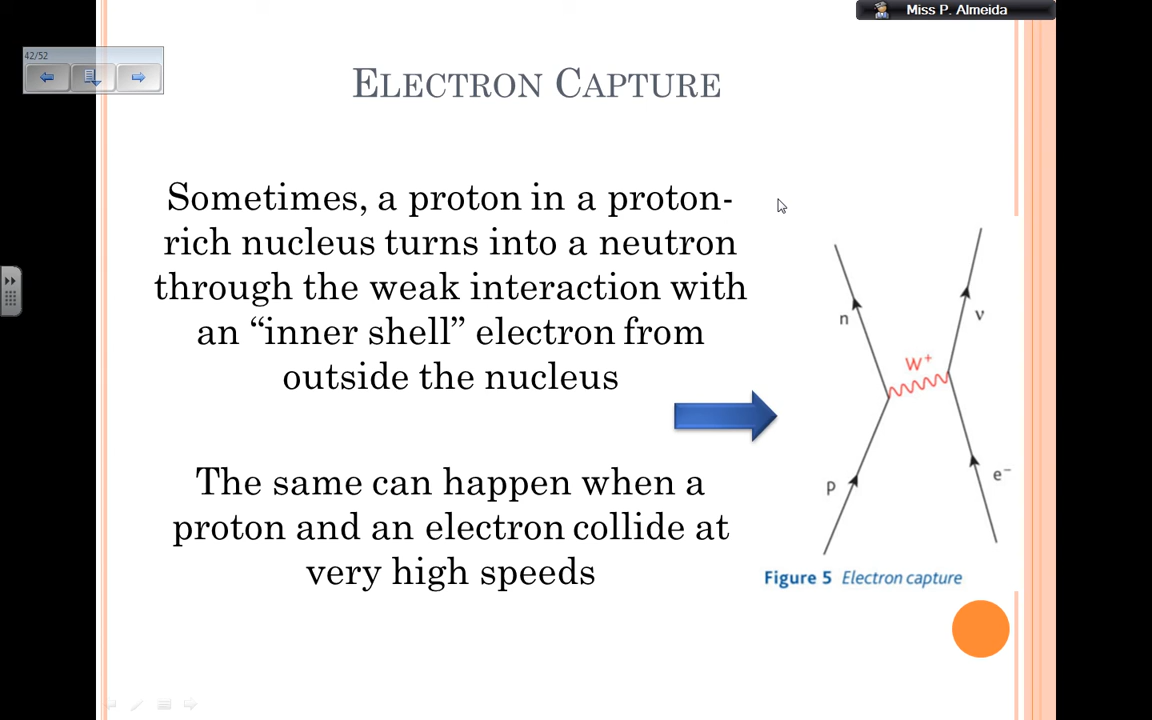 Miss P. Almeida
42/52
ELECTRON CAPTURE
Sometimes, a proton in a proton-
rich nucleus turns into a neutron
through the weak interaction with
an “inner shell” electron from
outside the nucleus
The same can happen when a
proton and an electron collide at
very high speeds
n
ν
W⁺
p
e⁻
Figure 5 Electron capture